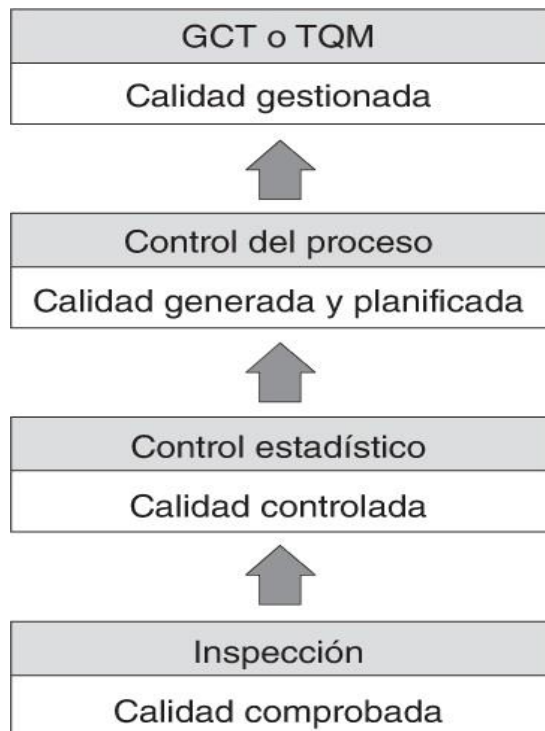 GCT o TQM
Calidad gestionada
Control del proceso
Calidad generada y planificada
Control estadístico
Calidad controlada
Inspección
Calidad comprobada